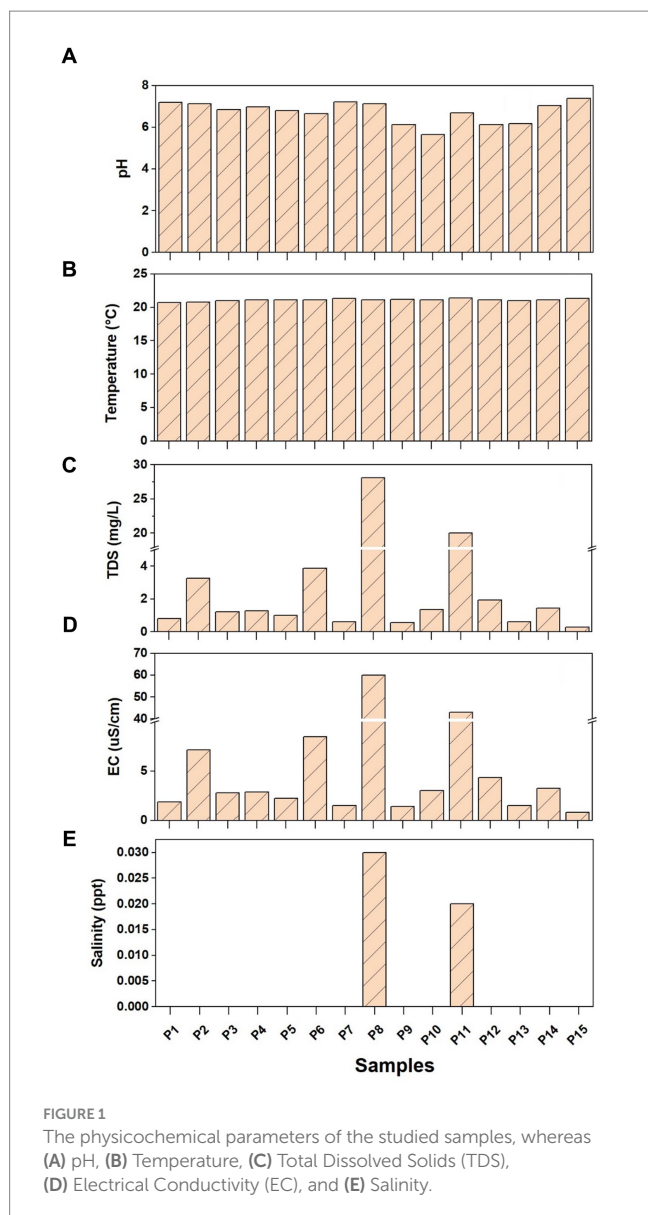 A
8
6
4
2
0
pH
B
25
20
15
10
5
0
Temperature (°C)
C
30
25
20
4
2
0
TDS (mg/L)
D
70
60
50
40
5
0
EC (uS/cm)
E
0.030
0.025
0.020
0.015
0.010
0.005
0.000
Salinity (ppt)
P1 P2 P3 P4 P5 P6 P7 P8 P9 P10 P11 P12 P13 P14 P15
Samples
FIGURE 1
The physicochemical parameters of the studied samples, whereas
(A) pH, (B) Temperature, (C) Total Dissolved Solids (TDS),
(D) Electrical Conductivity (EC), and (E) Salinity.